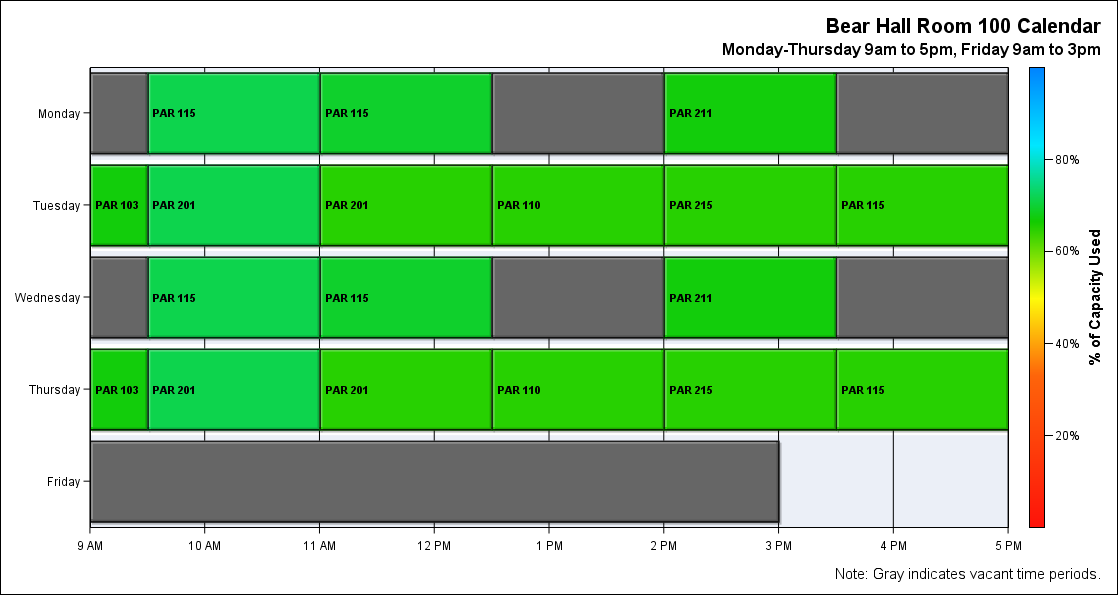 Bear Hall Room 100 Calendar
Monday-Thursday 9am to 5pm, Friday 9am to 3pm
Monday
PAR 115
PAR 115
PAR 211
Tuesday
PAR 103
PAR 201
PAR 201
PAR 110
PAR 215
PAR 115
Wednesday
PAR 115
PAR 115
PAR 211
Thursday
PAR 103
PAR 201
PAR 201
PAR 110
PAR 215
PAR 115
Friday
9 AM
10 AM
11 AM
12 PM
1 PM
2 PM
3 PM
4 PM
5 PM
80%
60%
40%
20%
% of Capacity Used
Note: Gray indicates vacant time periods.